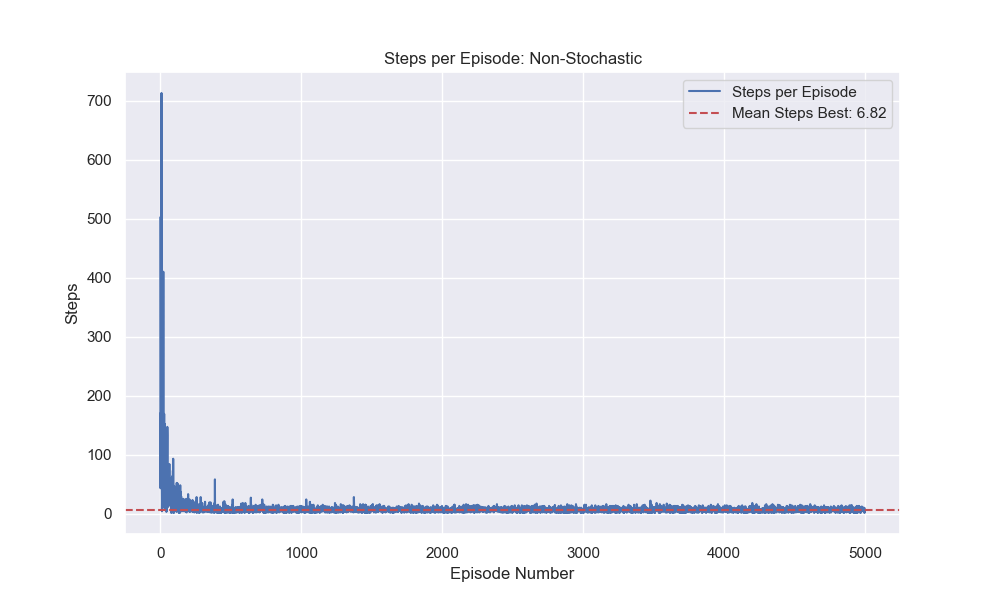 Steps per Episode: Non-Stochastic
Steps per Episode
Mean Steps Best: 6.82
Steps
700
600
500
400
300
200
100
0
0 1000 2000 3000 4000 5000
Episode Number